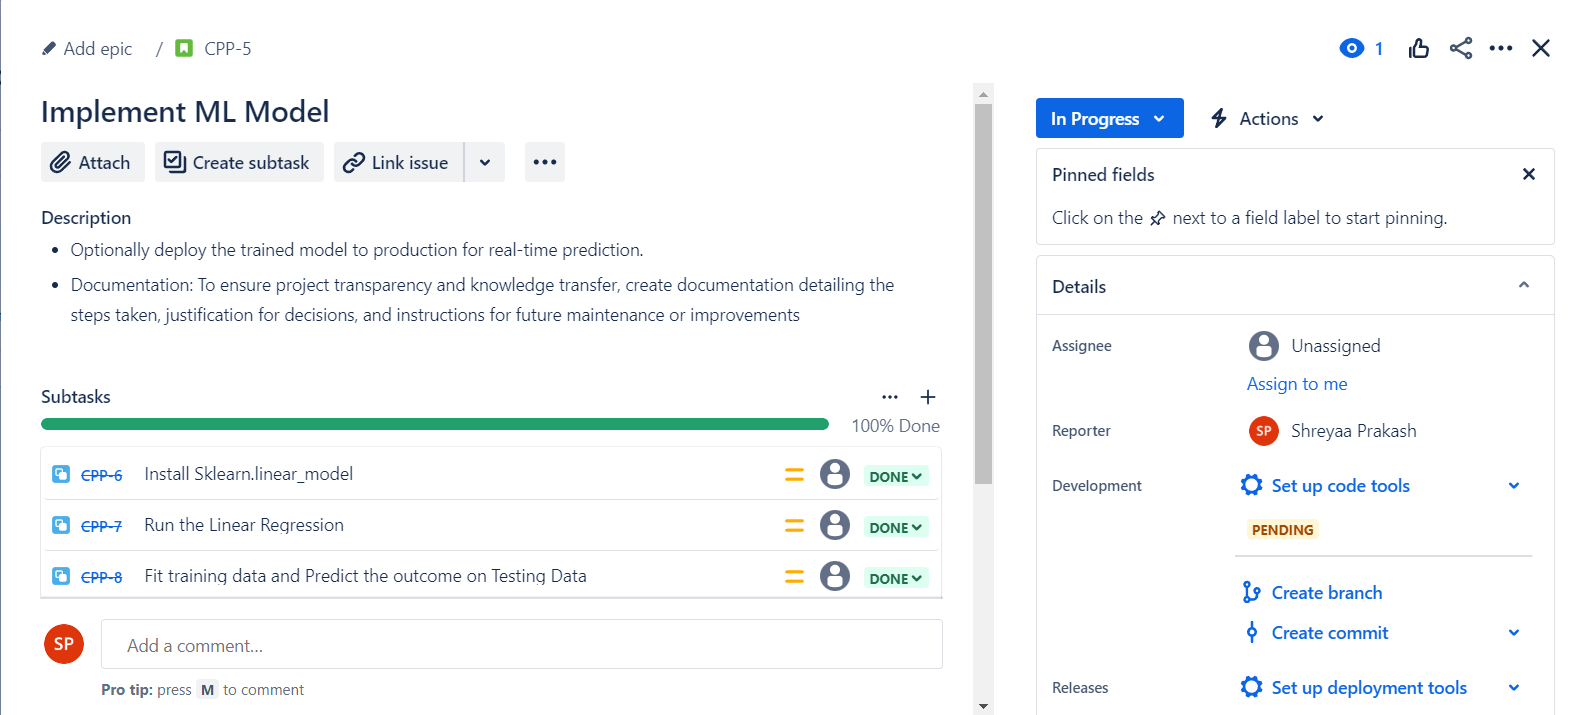 Add epic / CPP-5
1
Implement ML Model
Attach
Create subtask
Link issue
Description
• Optionally deploy the trained model to production for real-time prediction.
• Documentation: To ensure project transparency and knowledge transfer, create documentation detailing the
steps taken, justification for decisions, and instructions for future maintenance or improvements
Subtasks
100% Done
CPP-6 Install Sklearn.linear_model DONE
CPP-7 Run the Linear Regression DONE
CPP-8 Fit training data and Predict the outcome on Testing Data DONE
SP
Add a comment...
Pro tip: press M to comment
In Progress
Actions
Pinned fields
Click on the next to a field label to start pinning.
Details
Assignee Unassigned
Assign to me
Reporter SP Shreyaa Prakash
Development Set up code tools
PENDING
Create branch
Create commit
Releases Set up deployment tools